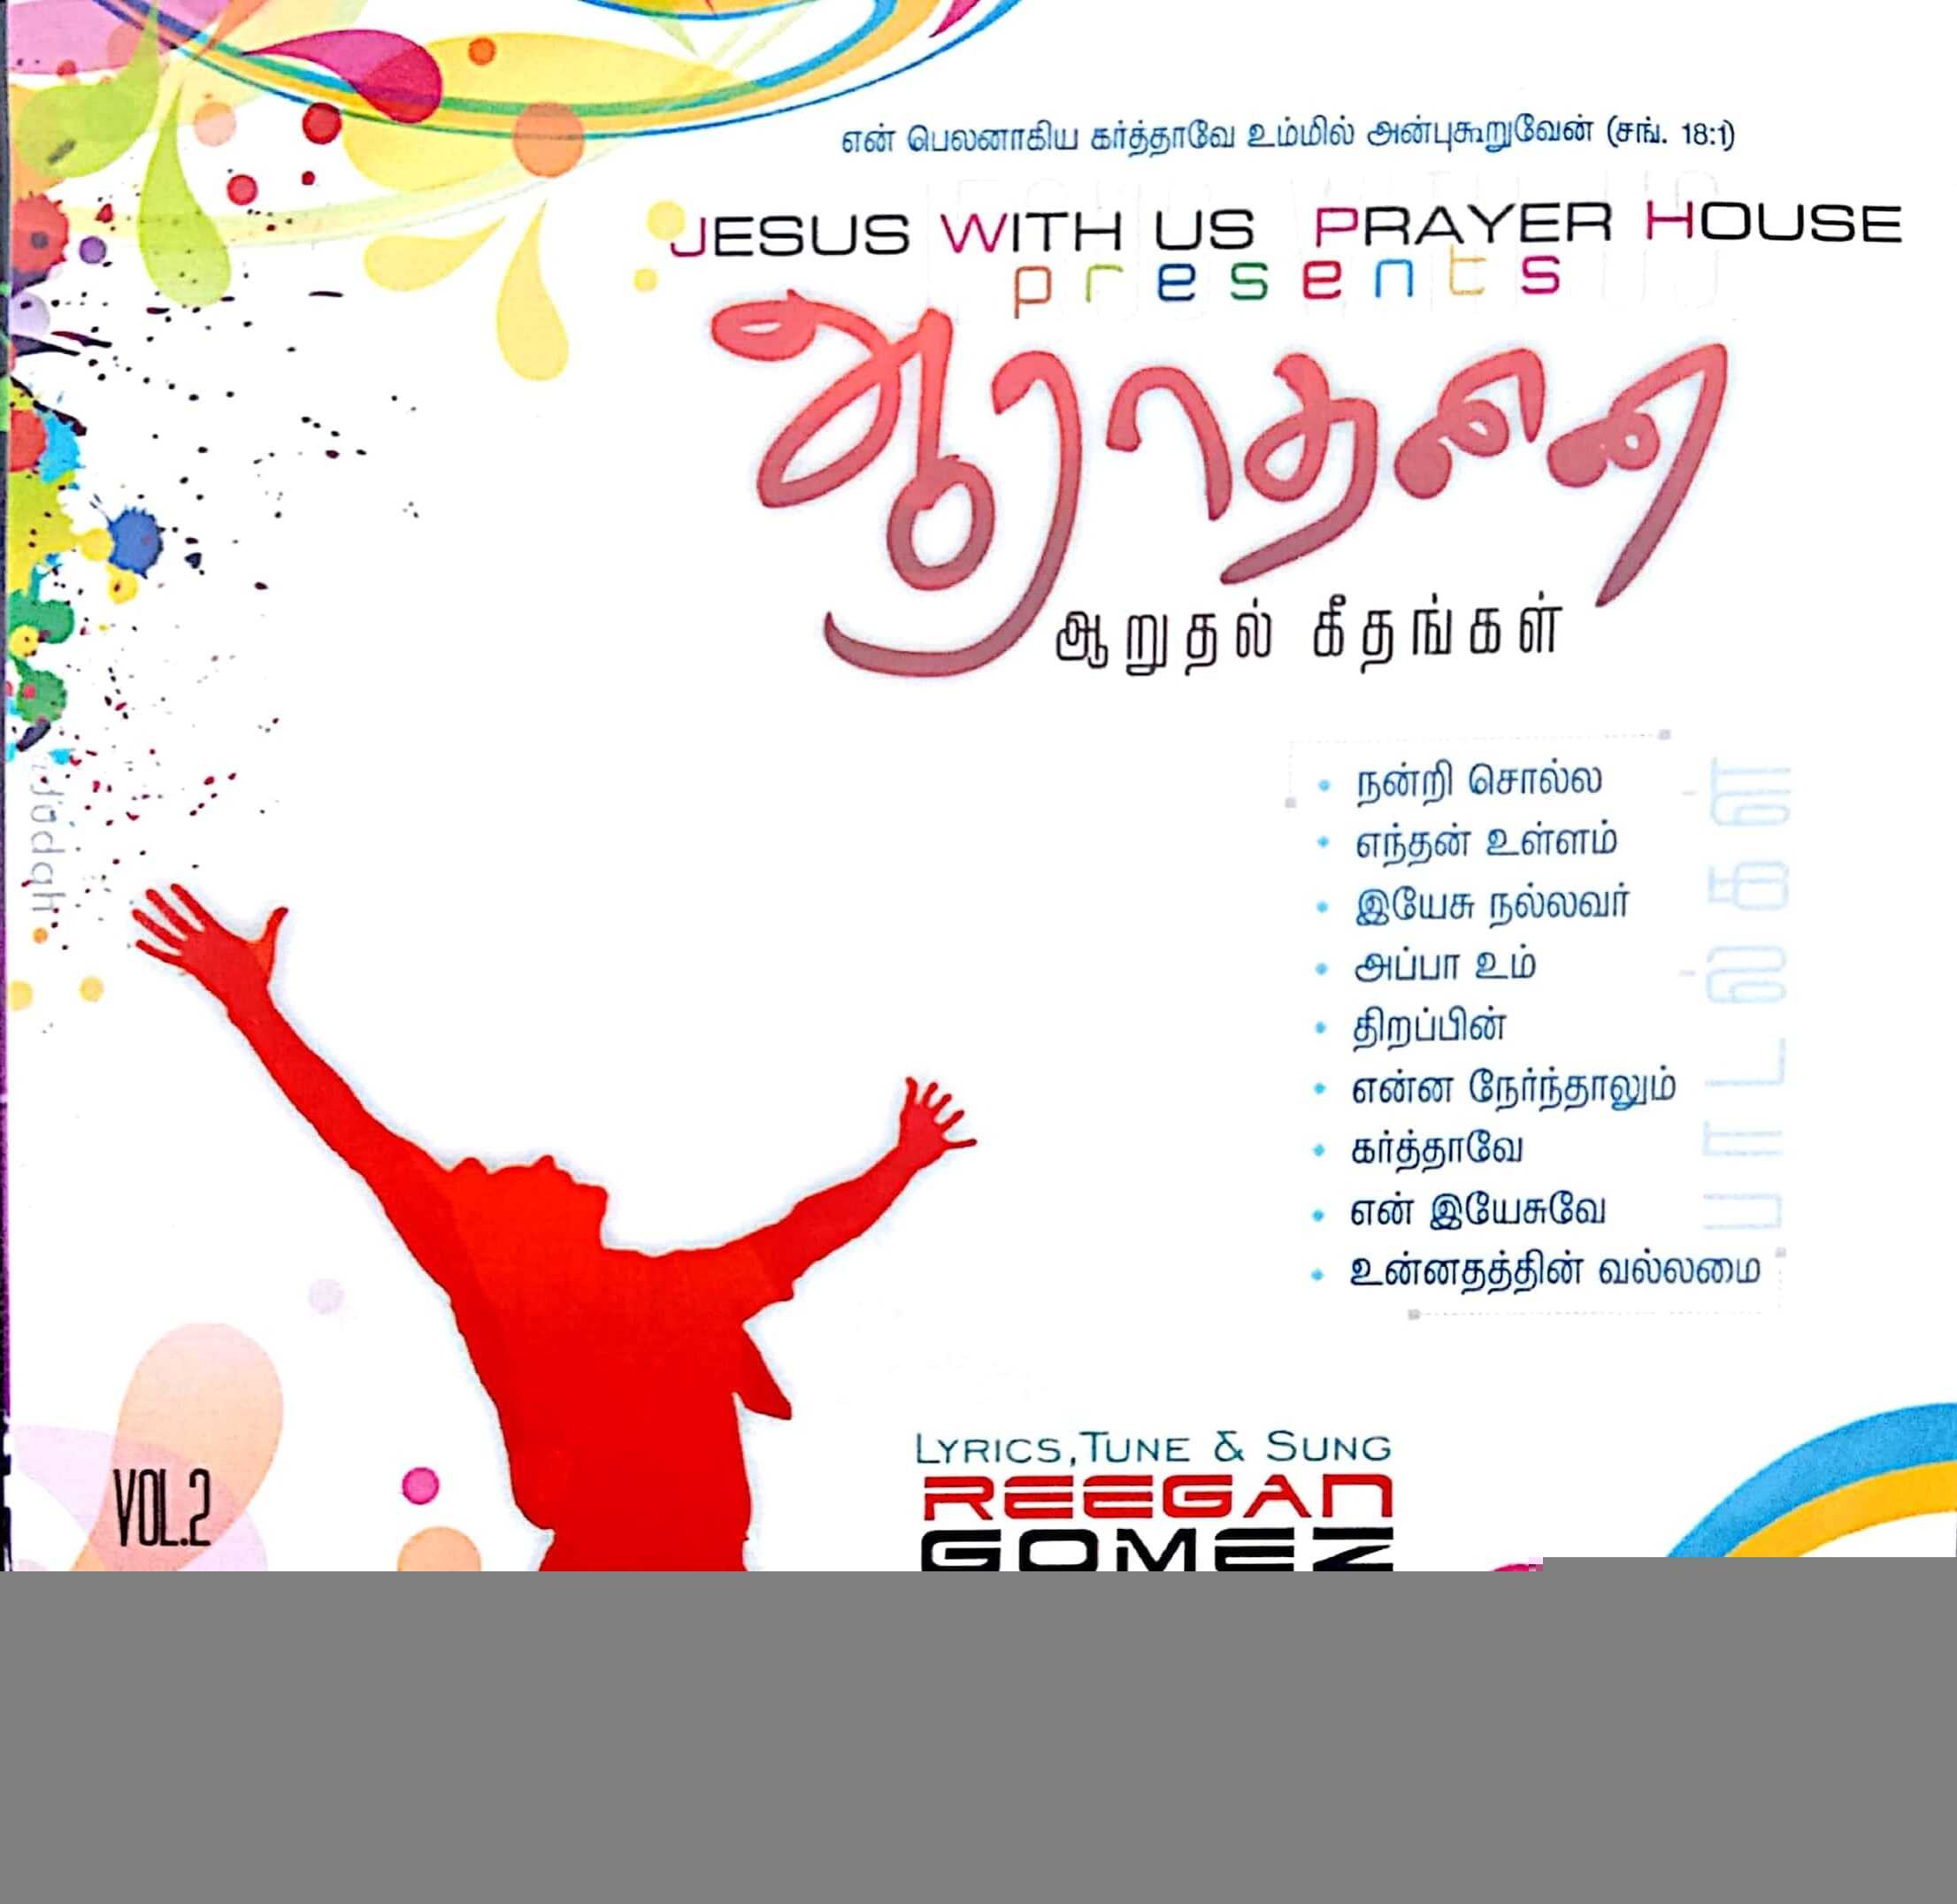 என் பெலனாகிய கர்த்தாவே உம்மில் அன்புகூறுவேன் (சங். 18:1)
JESUS WITH US PRAYER HOUSE
presents
ஆராதனை
ஆறுதல் கீதங்கள்
பாடல்கள்
நன்றி சொல்ல
எந்தன் உள்ளம்
இயேசு நல்லவர்
அப்பா உம்
திறப்பின்
என்ன நேர்ந்தாலும்
கர்த்தாவே
என் இயேசுவே
உன்னதத்தின் வல்லமை
LYRICS,TUNE & SUNG
REEGAN
GOMEZ
VOL.2